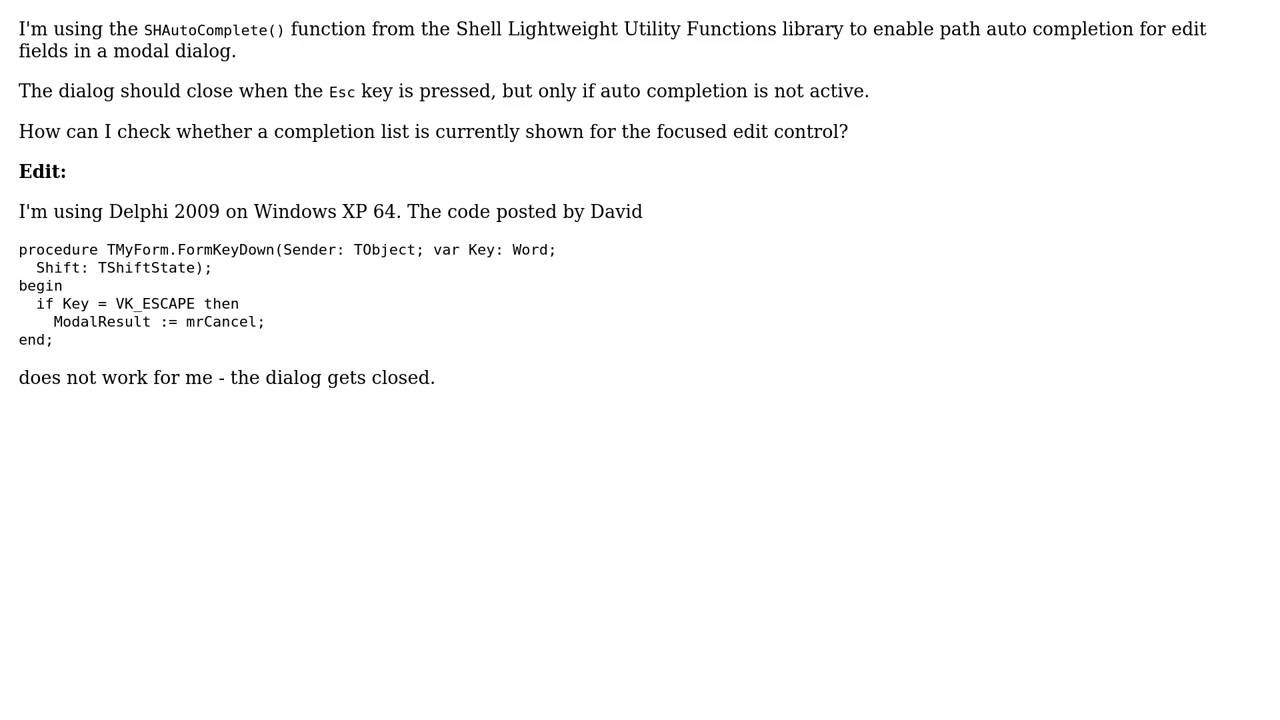 I'm using the SHAutoComplete() function from the Shell Lightweight Utility Functions library to enable path auto completion for edit
fields in a modal dialog.
The dialog should close when the Esc key is pressed, but only if auto completion is not active.
How can I check whether a completion list is currently shown for the focused edit control?
Edit:
I'm using Delphi 2009 on Windows XP 64. The code posted by David
procedure TMyForm.FormKeyDown(Sender: TObject; var Key: Word;
  Shift: TShiftState);
begin
  if Key = VK_ESCAPE then
    ModalResult := mrCancel;
end;
does not work for me - the dialog gets closed.